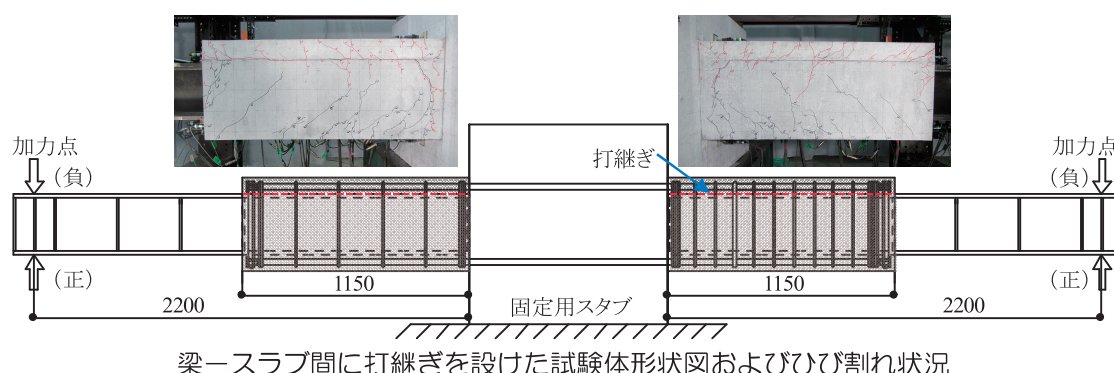 加力点
(負)
打継ぎ
加力点
(負)
(正)
1150
2200
固定用スタブ
1150
2200
(正)
梁－スラブ間に打継ぎを設けた試験体形状図およびひび割れ状況